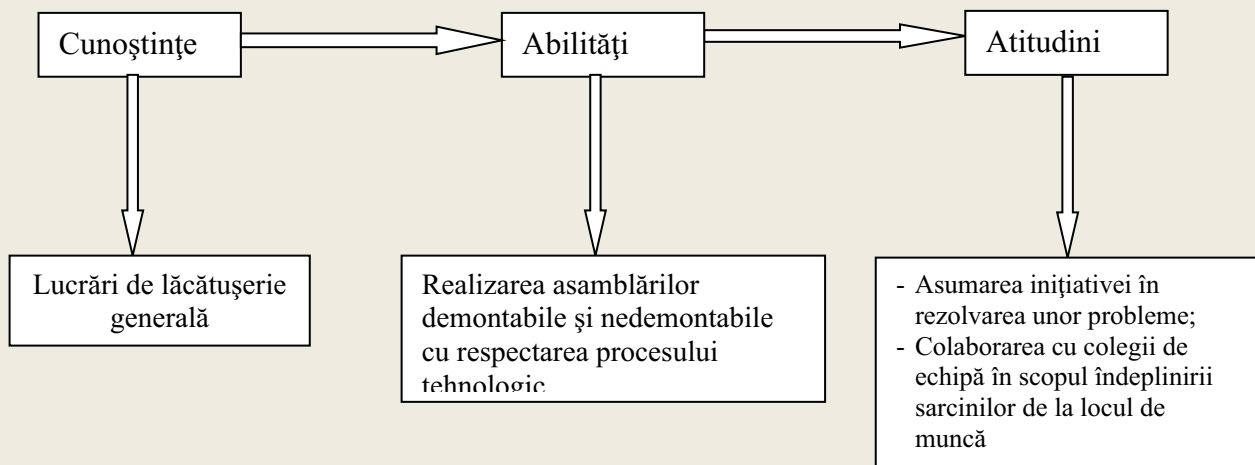 Cunoştinţe
Abilităţi
Atitudini
Lucrări de lăcătuşerie
generală
Realizarea asamblărilor
demontabile şi nedemontabile
cu respectarea procesului
tehnologic
- Asumarea iniţiativei în
rezolvarea unor probleme;
- Colaborarea cu colegii de
echipă în scopul îndeplinirii
sarcinilor de la locul de
muncă